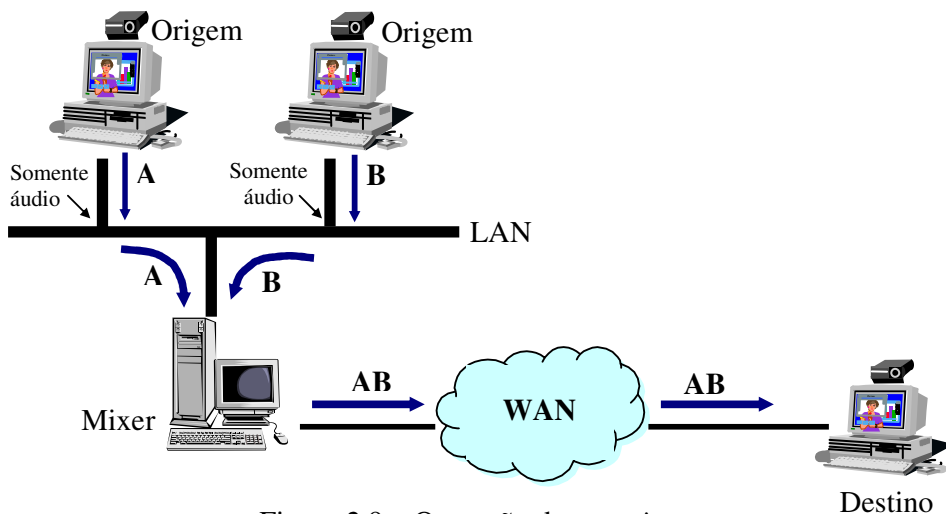 Origem
Origem
Somente
áudio
A
Somente
áudio
B
LAN
A
B
Mixer
AB
WAN
AB
Destino